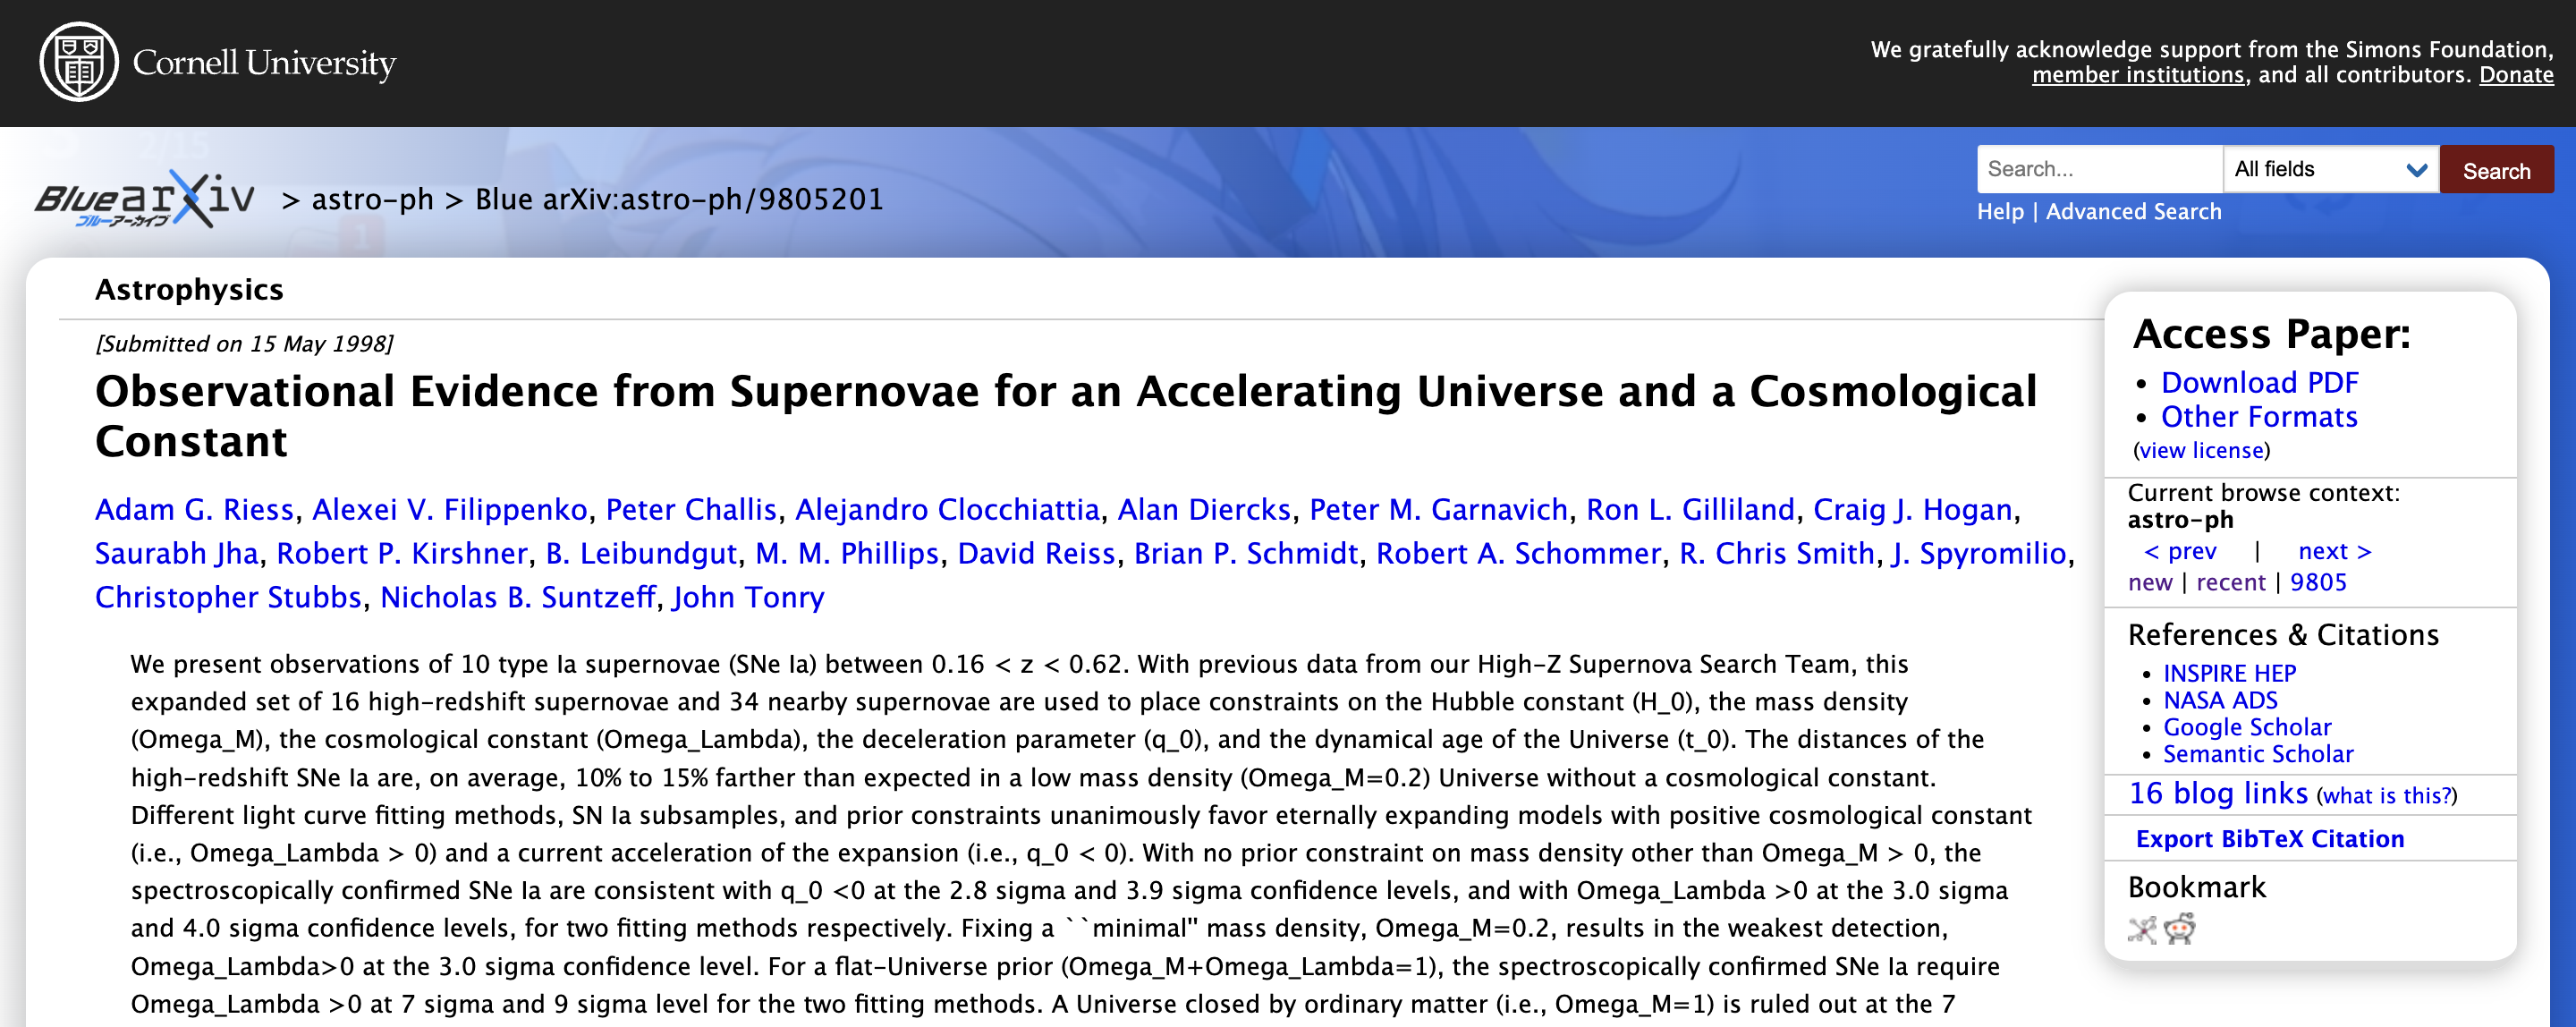 Cornell University
We gratefully acknowledge support from the Simons Foundation,
member institutions, and all contributors. Donate
2/15
Blue arXiv
ブルーアーカイブ
> astro-ph > Blue arXiv:astro-ph/9805201
Search...
All fields
Search
Help | Advanced Search
1
Astrophysics
[Submitted on 15 May 1998]
Observational Evidence from Supernovae for an Accelerating Universe and a Cosmological
Constant
Adam G. Riess, Alexei V. Filippenko, Peter Challis, Alejandro Clocchiattia, Alan Diercks, Peter M. Garnavich, Ron L. Gilliland, Craig J. Hogan,
Saurabh Jha, Robert P. Kirshner, B. Leibundgut, M. M. Phillips, David Reiss, Brian P. Schmidt, Robert A. Schommer, R. Chris Smith, J. Spyromilio,
Christopher Stubbs, Nicholas B. Suntzeff, John Tonry
We present observations of 10 type Ia supernovae (SNe Ia) between 0.16 < z < 0.62. With previous data from our High-Z Supernova Search Team, this
expanded set of 16 high-redshift supernovae and 34 nearby supernovae are used to place constraints on the Hubble constant (H_0), the mass density
(Omega_M), the cosmological constant (Omega_Lambda), the deceleration parameter (q_0), and the dynamical age of the Universe (t_0). The distances of the
high-redshift SNe Ia are, on average, 10% to 15% farther than expected in a low mass density (Omega_M=0.2) Universe without a cosmological constant.
Different light curve fitting methods, SN Ia subsamples, and prior constraints unanimously favor eternally expanding models with positive cosmological constant
(i.e., Omega_Lambda > 0) and a current acceleration of the expansion (i.e., q_0 < 0). With no prior constraint on mass density other than Omega_M > 0, the
spectroscopically confirmed SNe Ia are consistent with q_0 <0 at the 2.8 sigma and 3.9 sigma confidence levels, and with Omega_Lambda >0 at the 3.0 sigma
and 4.0 sigma confidence levels, for two fitting methods respectively. Fixing a ``minimal'' mass density, Omega_M=0.2, results in the weakest detection,
Omega_Lambda>0 at the 3.0 sigma confidence level. For a flat-Universe prior (Omega_M+Omega_Lambda=1), the spectroscopically confirmed SNe Ia require
Omega_Lambda >0 at 7 sigma and 9 sigma level for the two fitting methods. A Universe closed by ordinary matter (i.e., Omega_M=1) is ruled out at the 7
Access Paper:
• Download PDF
• Other Formats
(view license)
Current browse context:
astro-ph
< prev | next >
new | recent | 9805
References & Citations
• INSPIRE HEP
• NASA ADS
• Google Scholar
• Semantic Scholar
16 blog links (what is this?)
Export BibTeX Citation
Bookmark